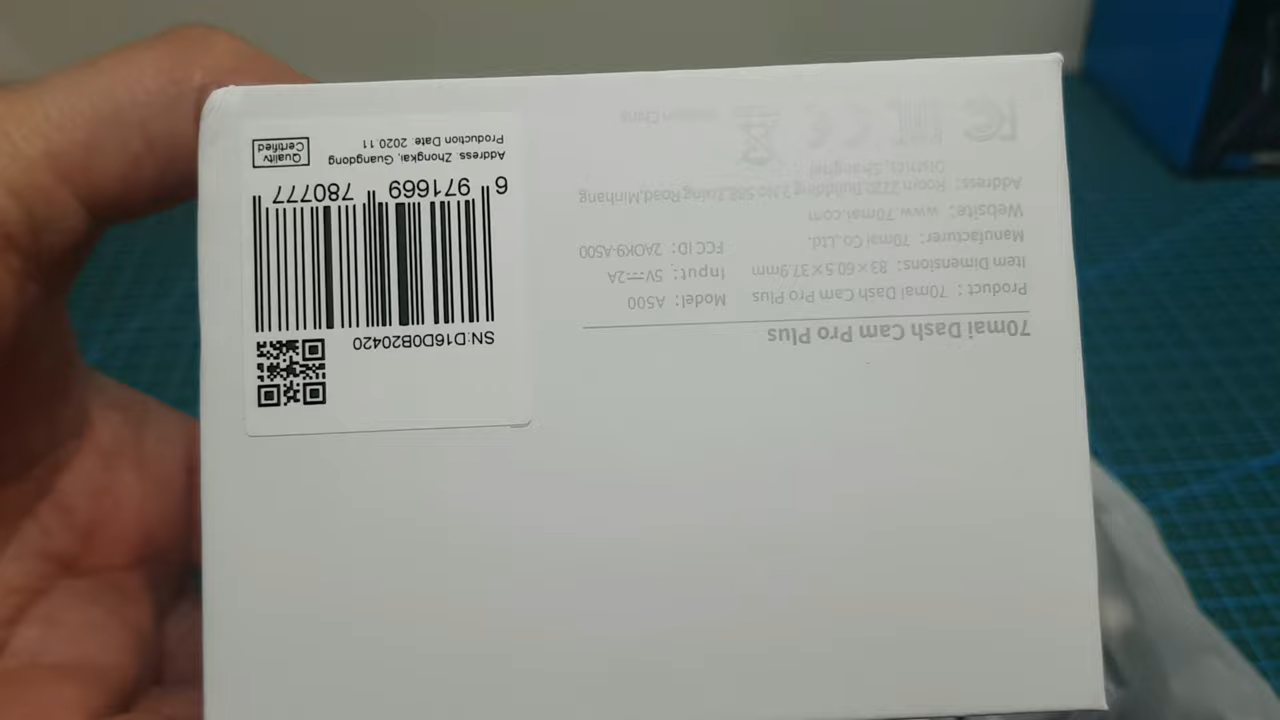 70mai Dash Cam Pro Plus
Product: 70mai Dash Cam Pro Plus
Model: A500
Item Dimensions: 83×60.5×37.9mm
Input: 5V⎓2A
Manufacturer: 70mai Co.,Ltd.
FCC ID: 2AOK9-A500
Website: www.70mai.com
Address: Room 2220,Building 2,No.588,Zixing Road,Minhang
District, Shanghai
SN:D16D0B20420
6 971669 780777
Address: Zhongkai, Guangdong
Production Date: 2020.11
Quality
Certified